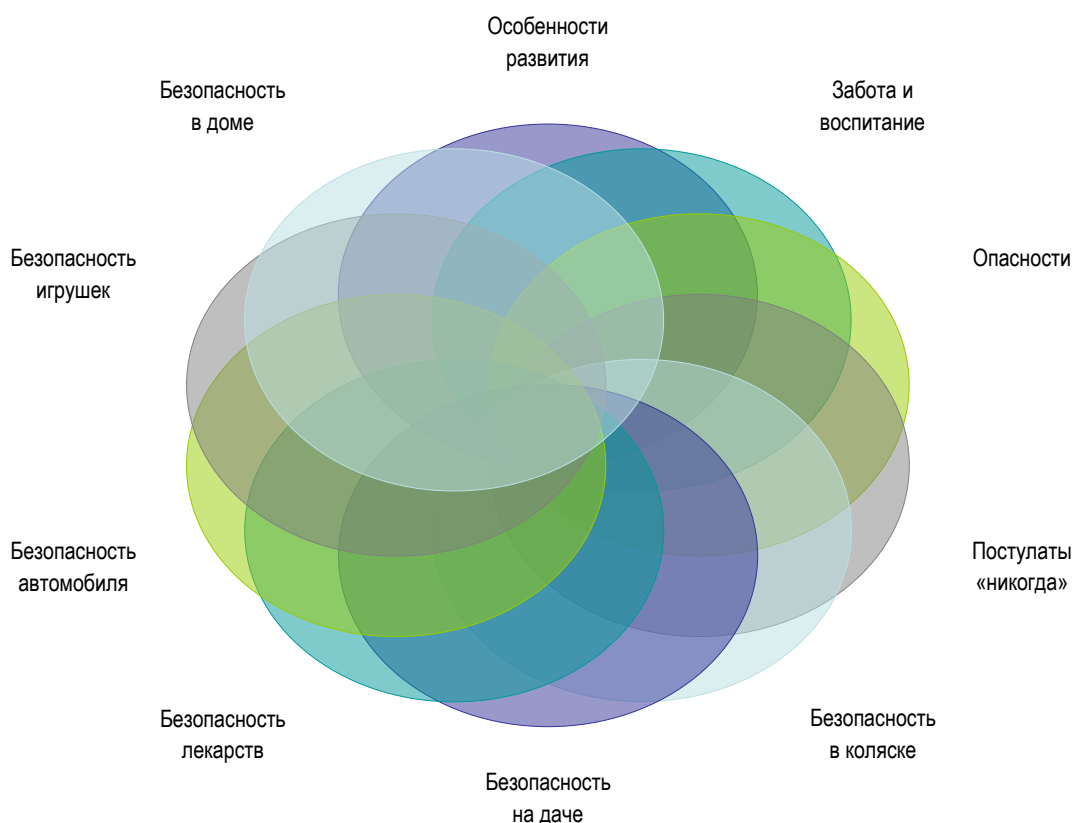 Особенности
развития
Забота и
воспитание
Опасности
Постулаты
«никогда»
Безопасность
в коляске
Безопасность
на даче
Безопасность
лекарств
Безопасность
автомобиля
Безопасность
игрушек
Безопасность
в доме